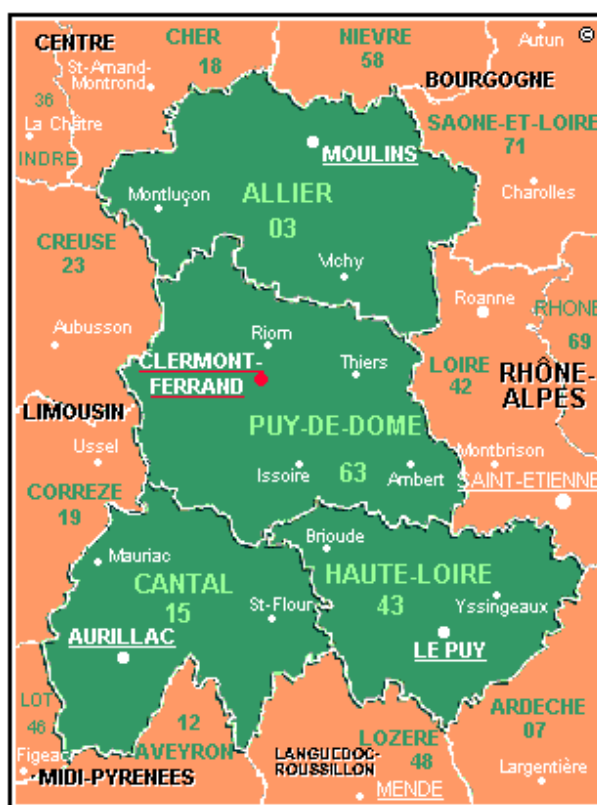 CENTRE
CHER
18
NIEVRE
58
Autun
©
St-Amand-
Montrond
BOURGOGNE
36
La Châtre
INDRE
SAONE-ET-LOIRE
71
MOULINS
Charolles
Montluçon
ALLIER
03
CREUSE
23
Vichy
Roanne
RHONE
69
Aubusson
Riom
CLERMONT-
FERRAND
Thiers
LOIRE
42
RHÔNE-
ALPES
LIMOUSIN
PUY-DE-DOME
63
Ussel
Issoire
Ambert
Montbrison
SAINT-ETIENNE
CORREZE
19
Brioude
Mauriac
CANTAL
15
HAUTE-LOIRE
43
St-Flour
Yssingeaux
AURILLAC
LE PUY
LOT
46
12
AVEYRON
ARDECHE
07
LOZERE
48
LANGUEDOC-
ROUSSILLON
Figeac
MIDI-PYRENEES
MENDE
Largentière